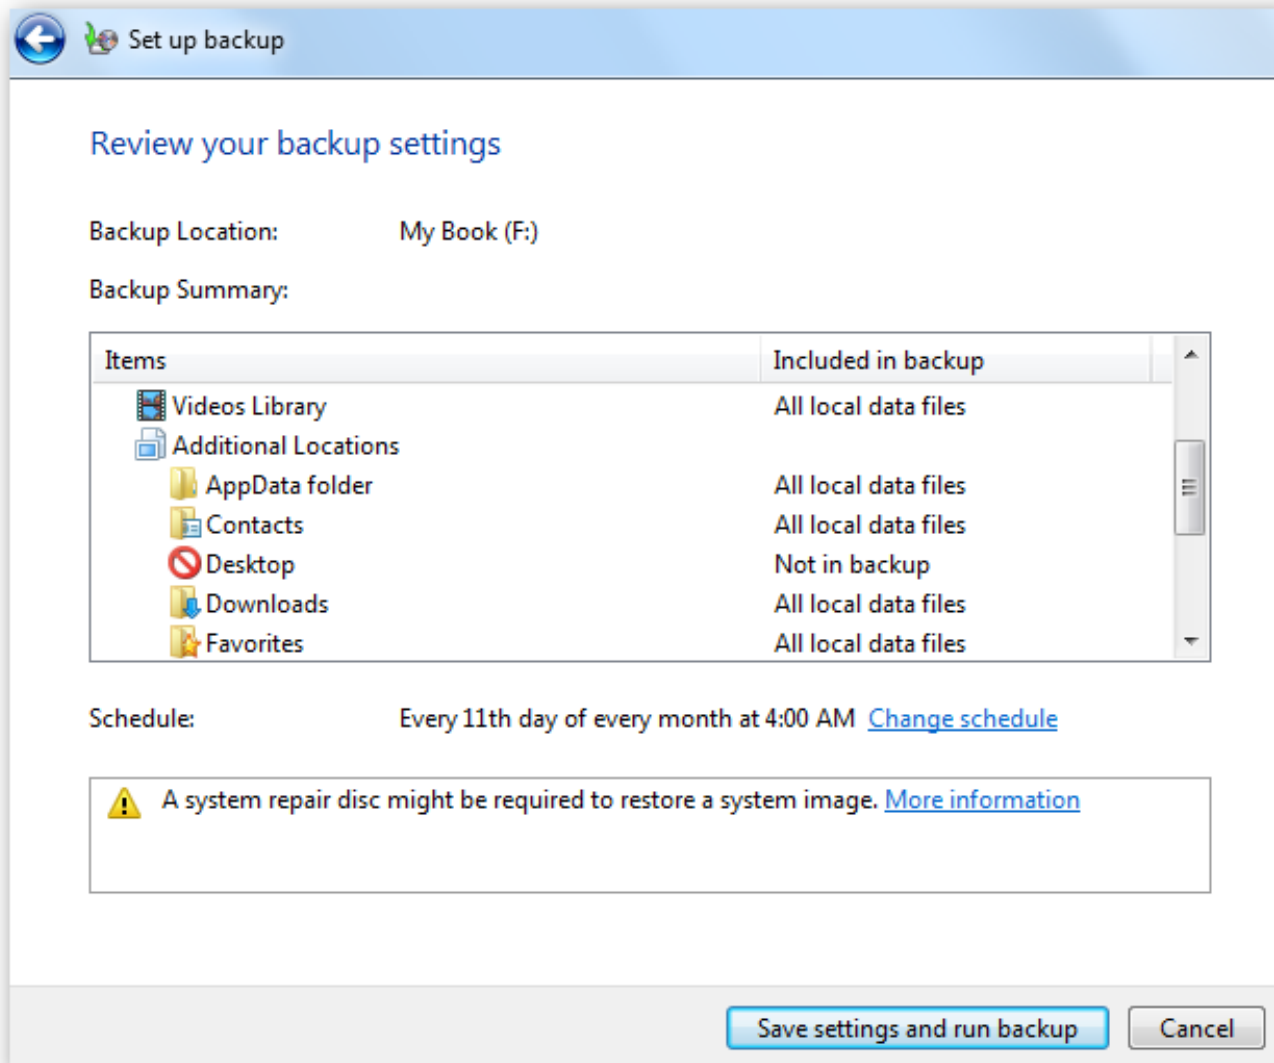 Set up backup
Review your backup settings
Backup Location: My Book (F:)
Backup Summary:
Items Included in backup
Videos Library All local data files
Additional Locations
AppData folder All local data files
Contacts All local data files
Desktop Not in backup
Downloads All local data files
Favorites All local data files
Schedule: Every 11th day of every month at 4:00 AM Change schedule
A system repair disc might be required to restore a system image. More information
Save settings and run backup Cancel